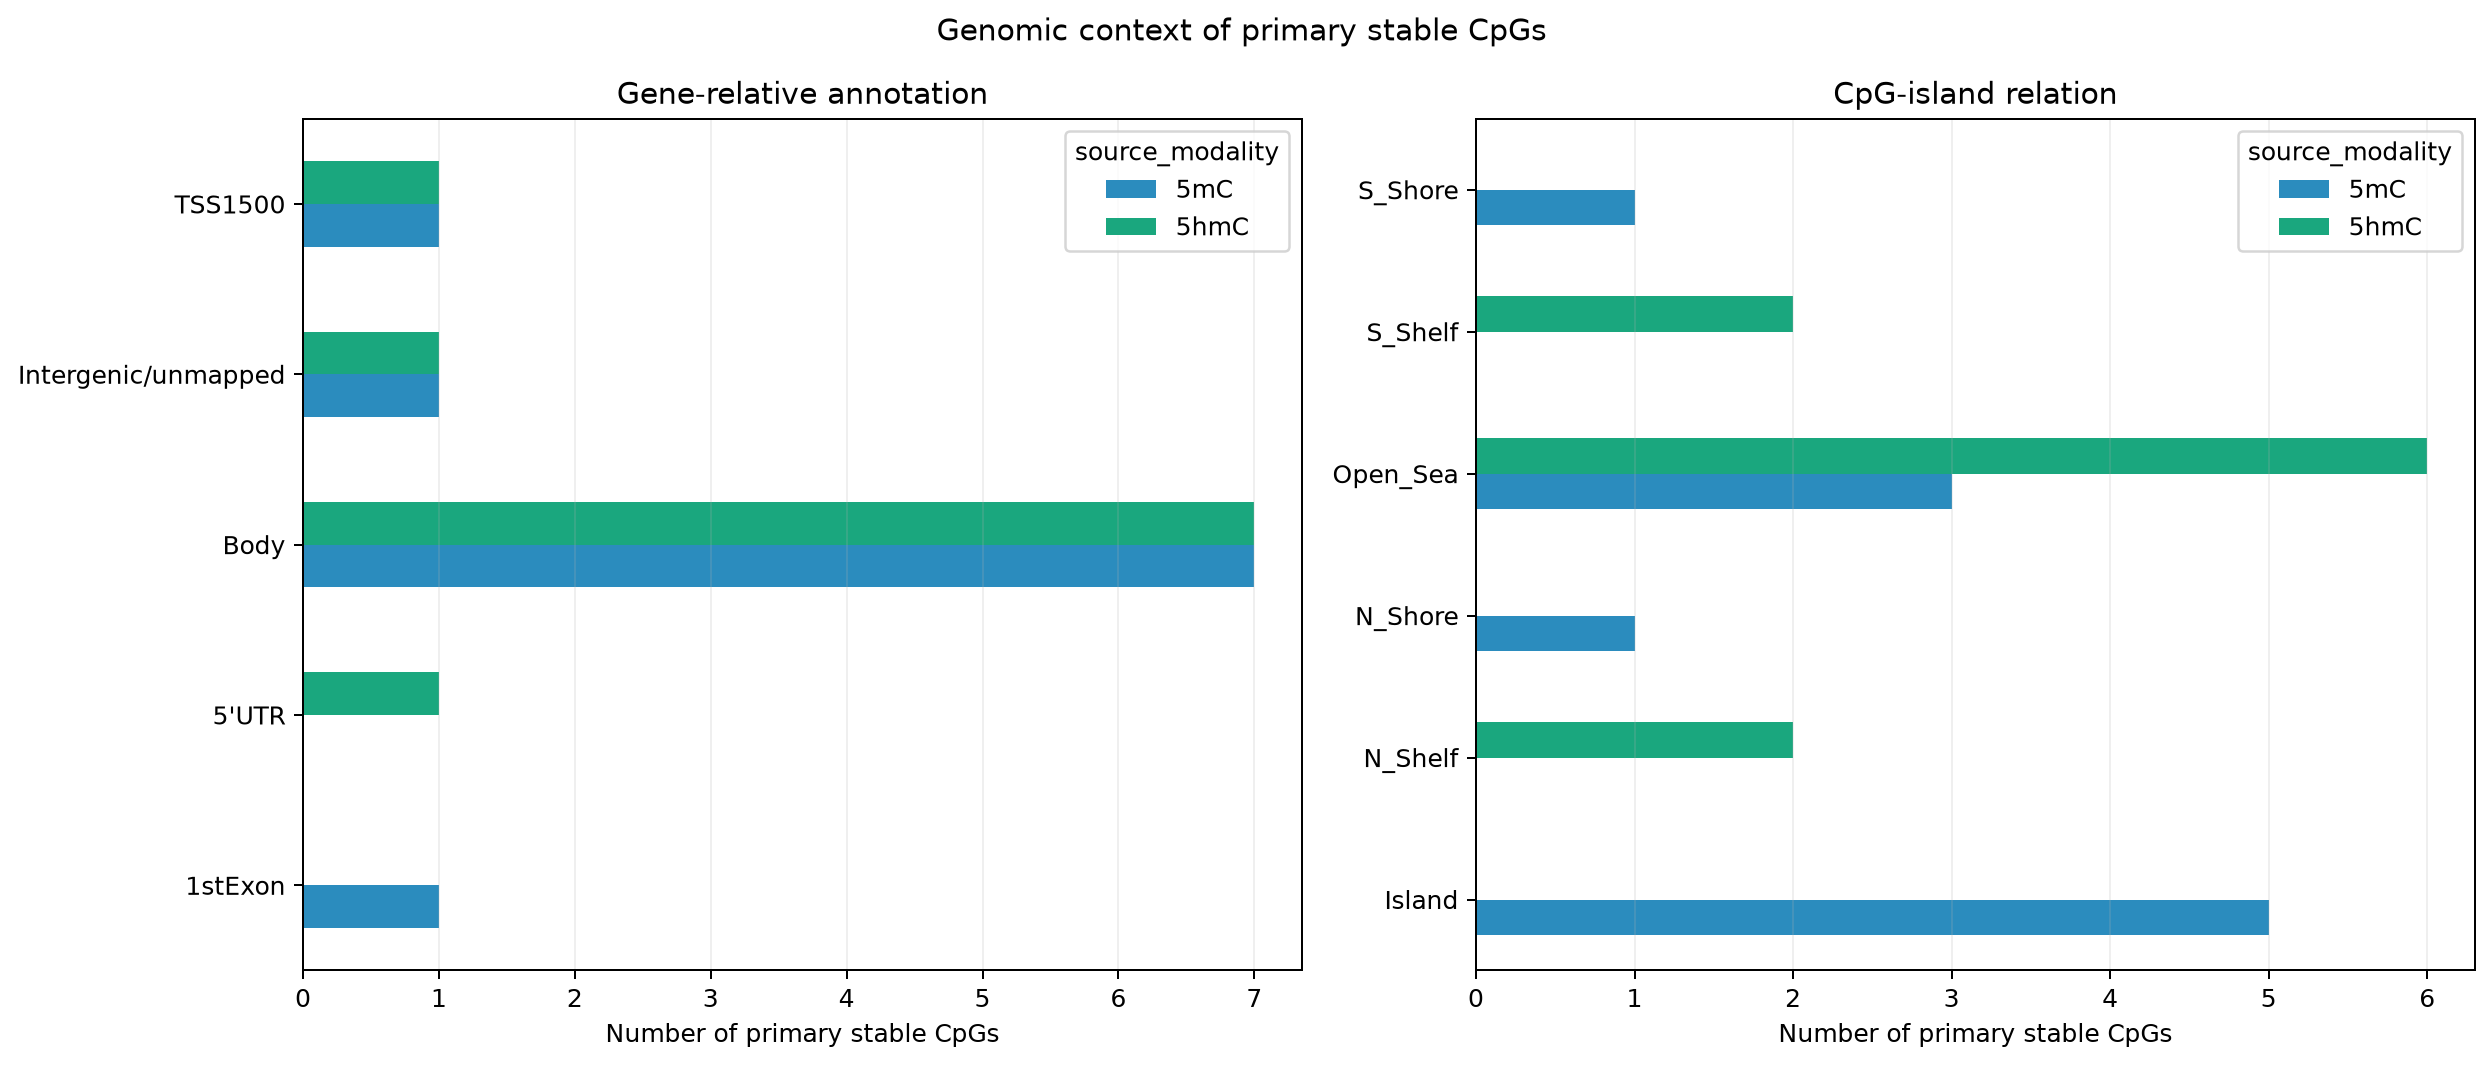 Genomic context of primary stable CpGs
Gene-relative annotation
source_modality
5mC
5hmC
TSS1500
Intergenic/unmapped
Body
5'UTR
1stExon
0 1 2 3 4 5 6 7
Number of primary stable CpGs
CpG-island relation
source_modality
5mC
5hmC
S_Shore
S_Shelf
Open_Sea
N_Shore
N_Shelf
Island
0 1 2 3 4 5 6
Number of primary stable CpGs